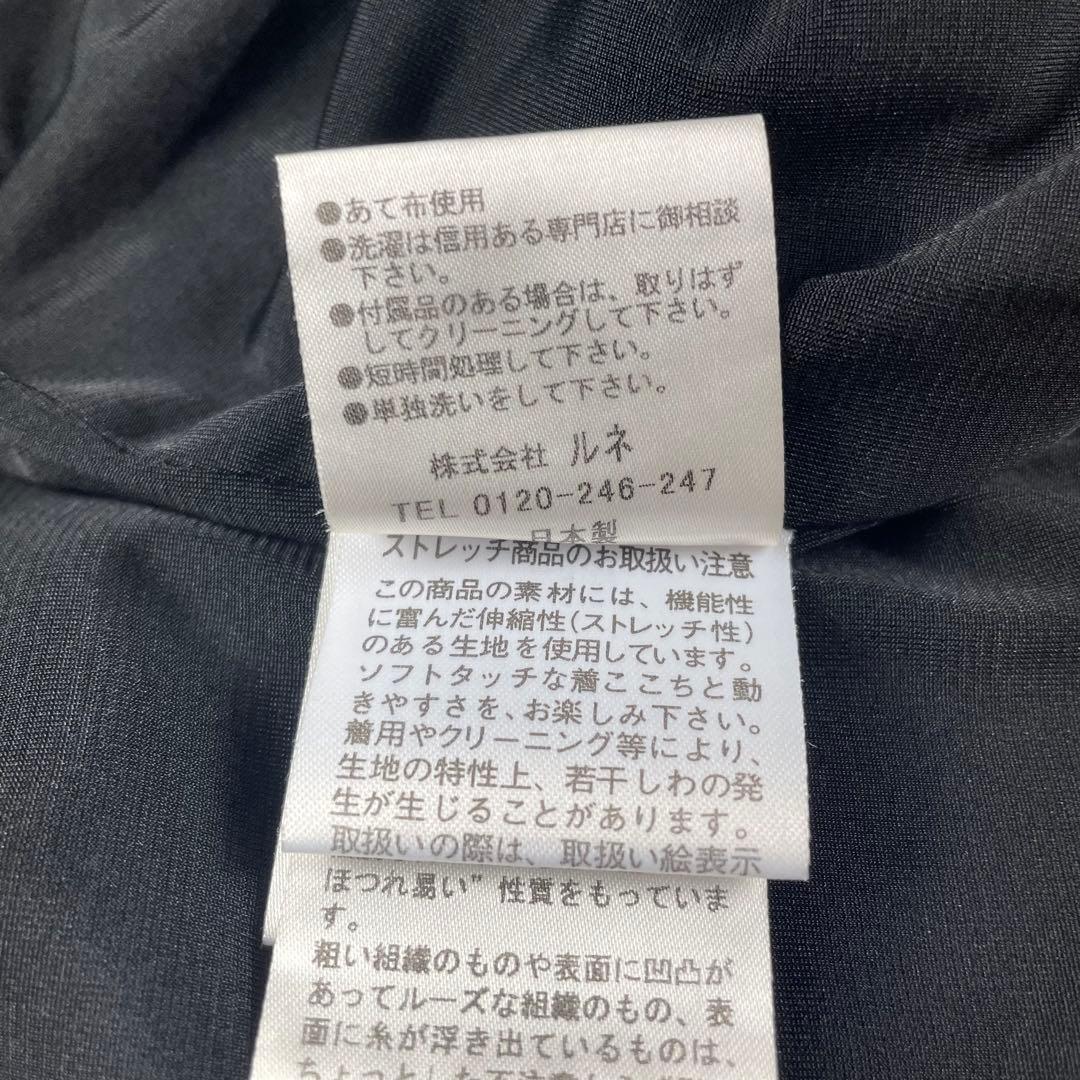 ●あて布使用
●洗濯は信用ある専門店に御相談
下さい。
●付属品のある場合は、取りはず
してクリーニングして下さい。
●短時間処理して下さい。
●単独洗いをして下さい。
株式会社 ルネ
TEL 0120-246-247
日本製
ストレッチ商品のお取扱い注意
この商品の素材には、機能性
に富んだ伸縮性(ストレッチ性)
のある生地を使用しています。
ソフトタッチな着ここちと動
きやすさを、お楽しみ下さい。
着用やクリーニング等により、
生地の特性上、若干しわの発
生が生じることがあります。
取扱いの際は、取扱い絵表示
ほつれ易い”性質をもっていま
す。
粗い組織のものや表面に凹凸が
あってルーズな組織のもの、表
面に糸が浮き出ているものは、
ちょっとした不注意